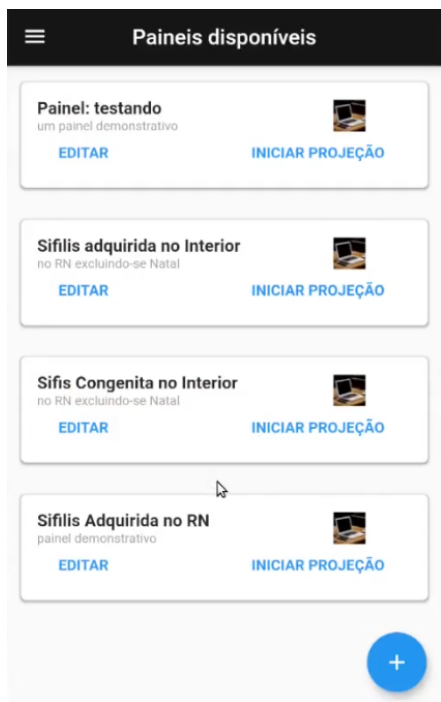 Paineis disponíveis
Painel: testando
um painel demonstrativo
EDITAR INICIAR PROJEÇÃO
Sifilis adquirida no Interior
no RN excluindo-se Natal
EDITAR INICIAR PROJEÇÃO
Sifis Congenita no Interior
no RN excluindo-se Natal
EDITAR INICIAR PROJEÇÃO
Sifilis Adquirida no RN
painel demonstrativo
EDITAR INICIAR PROJEÇÃO
+